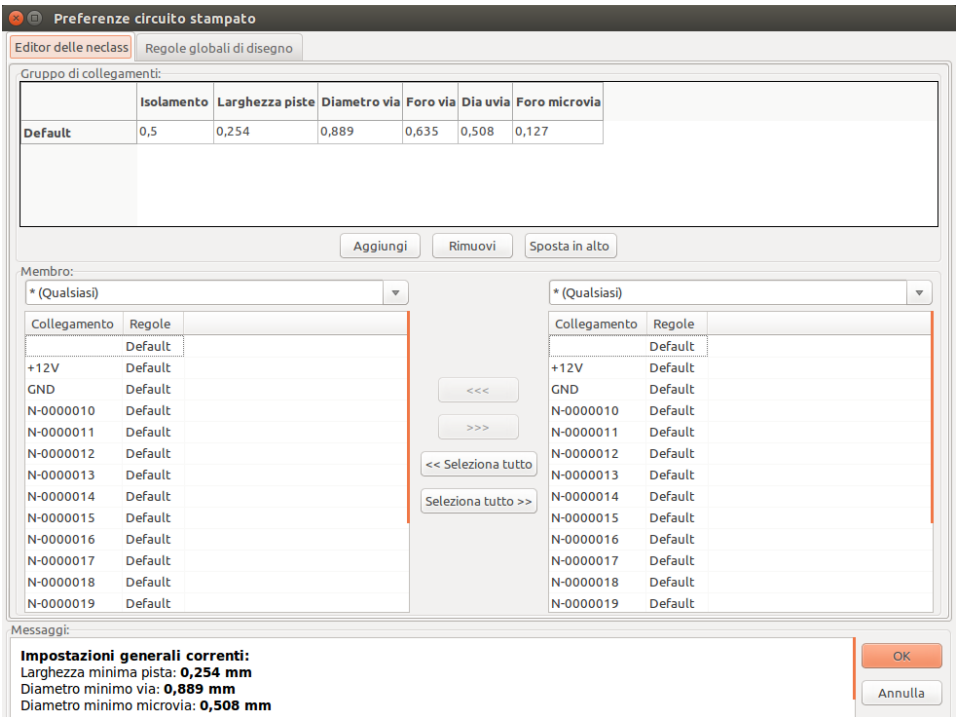 Preferenze circuito stampato
Editor delle neclass Regole globali di disegno
Gruppo di collegamenti:
Isolamento Larghezza piste Diametro via Foro via Dia uvia Foro microvia
Default 0,5 0,254 0,889 0,635 0,508 0,127
Aggiungi Rimuovi Sposta in alto
Membro:
* (Qualsiasi) * (Qualsiasi)
Collegamento Regole Collegamento Regole
Default Default
+12V Default +12V Default
GND Default <<< GND Default
N-0000010 Default N-0000010 Default
N-0000011 Default >>> N-0000011 Default
N-0000012 Default N-0000012 Default
N-0000013 Default << Seleziona tutto N-0000013 Default
N-0000014 Default Seleziona tutto >> N-0000014 Default
N-0000015 Default N-0000015 Default
N-0000016 Default N-0000016 Default
N-0000017 Default N-0000017 Default
N-0000018 Default N-0000018 Default
N-0000019 Default N-0000019 Default
Messaggi:
Impostazioni generali correnti: OK
Larghezza minima pista: 0,254 mm
Diametro minimo via: 0,889 mm Annulla
Diametro minimo microvia: 0,508 mm